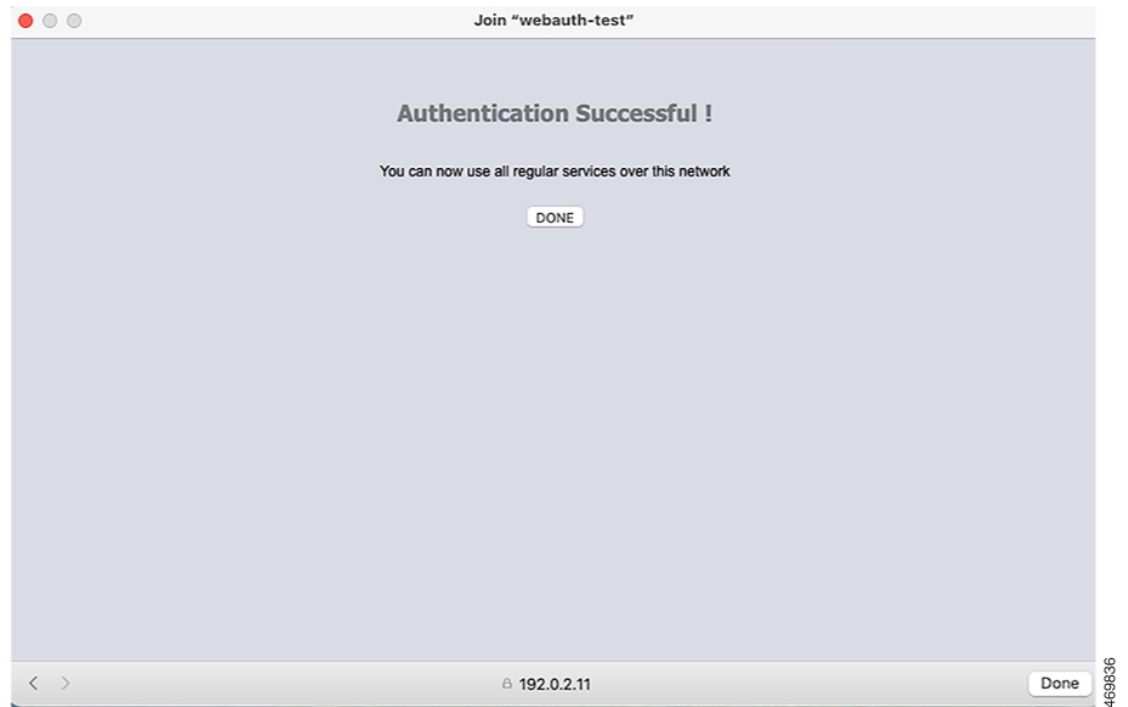 Join “webauth-test”
Authentication Successful !
You can now use all regular services over this network
DONE
192.0.2.11
Done
469836